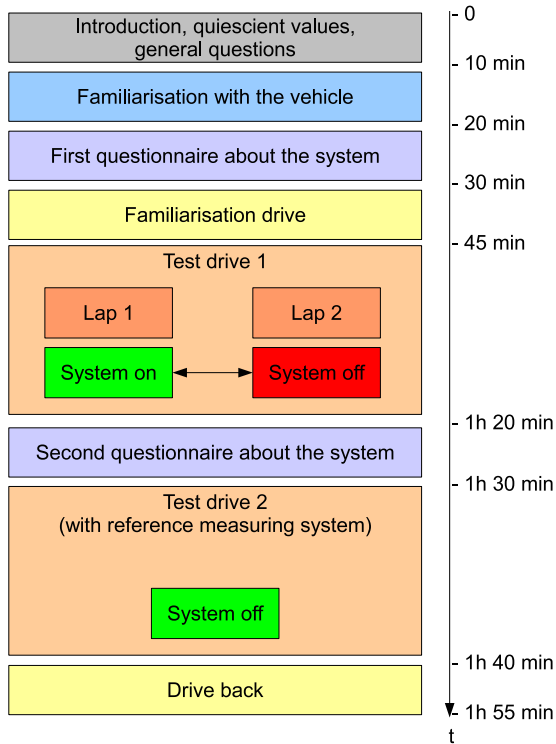 Introduction, quiescient values,
general questions
Familiarisation with the vehicle
First questionnaire about the system
Familiarisation drive
Test drive 1
Lap 1
Lap 2
System on
System off
Second questionnaire about the system
Test drive 2
(with reference measuring system)
System off
Drive back
- 0
- 10 min
- 20 min
- 30 min
- 45 min
- 1h 20 min
- 1h 30 min
- 1h 40 min
- 1h 55 min
t